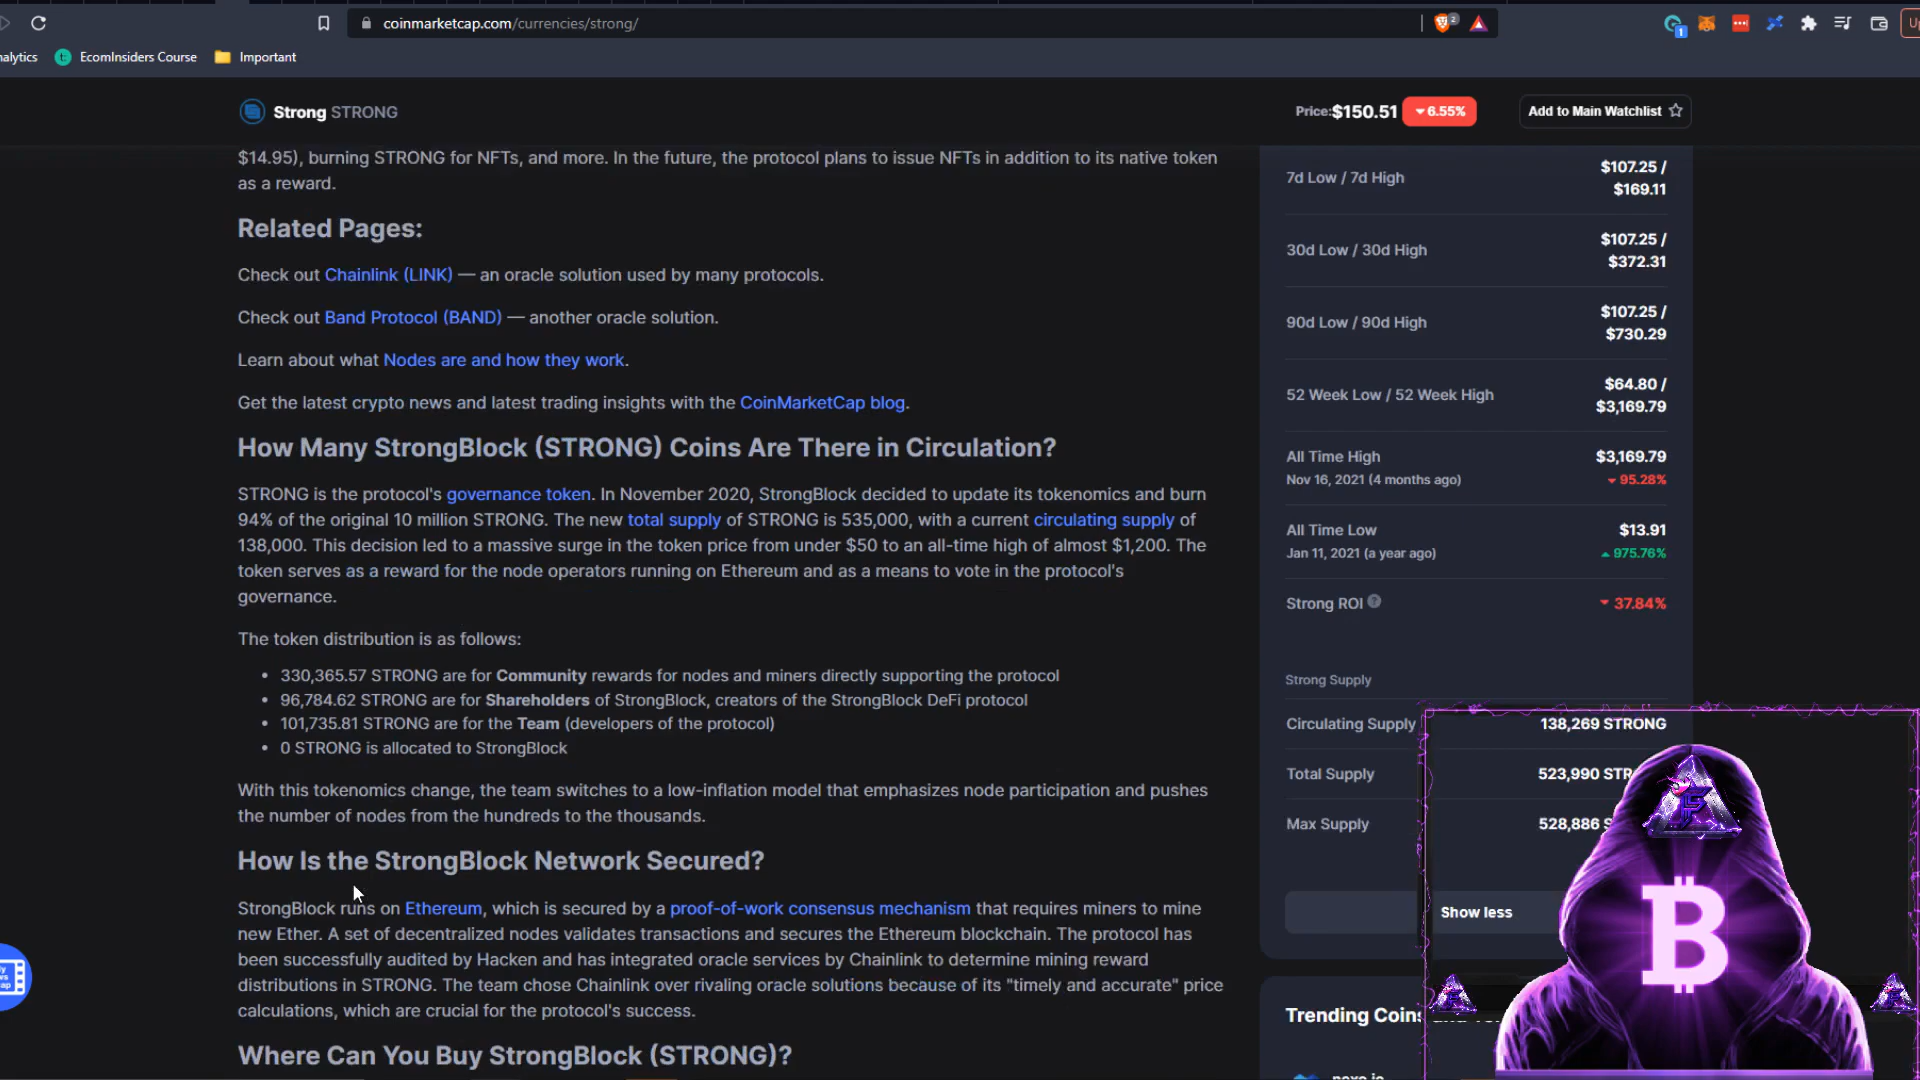 coinmarketcap.com/currencies/strong/
2
1
nalytics
EcomInsiders Course
Important
Strong STRONG
Price:$150.51
6.55%
Add to Main Watchlist
$14.95), burning STRONG for NFTs, and more. In the future, the protocol plans to issue NFTs in addition to its native token
as a reward.
Related Pages:
Check out Chainlink (LINK) — an oracle solution used by many protocols.
Check out Band Protocol (BAND) — another oracle solution.
Learn about what Nodes are and how they work.
Get the latest crypto news and latest trading insights with the CoinMarketCap blog.
How Many StrongBlock (STRONG) Coins Are There in Circulation?
STRONG is the protocol's governance token. In November 2020, StrongBlock decided to update its tokenomics and burn
94% of the original 10 million STRONG. The new total supply of STRONG is 535,000, with a current circulating supply of
138,000. This decision led to a massive surge in the token price from under $50 to an all-time high of almost $1,200. The
token serves as a reward for the node operators running on Ethereum and as a means to vote in the protocol's
governance.
The token distribution is as follows:
• 330,365.57 STRONG are for Community rewards for nodes and miners directly supporting the protocol
• 96,784.62 STRONG are for Shareholders of StrongBlock, creators of the StrongBlock DeFi protocol
• 101,735.81 STRONG are for the Team (developers of the protocol)
• 0 STRONG is allocated to StrongBlock
With this tokenomics change, the team switches to a low-inflation model that emphasizes node participation and pushes
the number of nodes from the hundreds to the thousands.
How Is the StrongBlock Network Secured?
StrongBlock runs on Ethereum, which is secured by a proof-of-work consensus mechanism that requires miners to mine
new Ether. A set of decentralized nodes validates transactions and secures the Ethereum blockchain. The protocol has
been successfully audited by Hacken and has integrated oracle services by Chainlink to determine mining reward
distributions in STRONG. The team chose Chainlink over rivaling oracle solutions because of its "timely and accurate" price
calculations, which are crucial for the protocol's success.
Where Can You Buy StrongBlock (STRONG)?
7d Low / 7d High
$107.25 /
$169.11
30d Low / 30d High
$107.25 /
$372.31
90d Low / 90d High
$107.25 /
$730.29
52 Week Low / 52 Week High
$64.80 /
$3,169.79
All Time High
$3,169.79
Nov 16, 2021 (4 months ago)
95.28%
All Time Low
$13.91
Jan 11, 2021 (a year ago)
975.76%
Strong ROI
37.84%
Strong Supply
Circulating Supply
138,269 STRONG
Total Supply
523,990 STR
Max Supply
528,886 S
Show less
Trending Coins